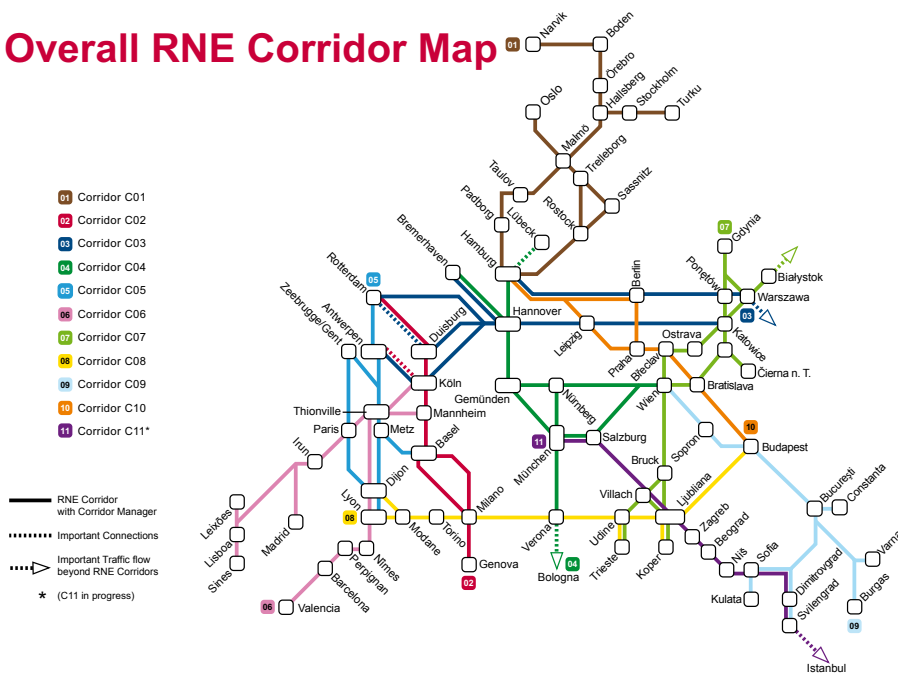 Overall RNE Corridor Map
01
Narvik
Boden
Örebro
Hallsberg
Stockholm
Turku
Oslo
Malmö
Trelleborg
Sassnitz
Taulov
Padborg
Lübeck
Rostock
Hamburg
Bremerhaven
01 Corridor C01
02 Corridor C02
03 Corridor C03
04 Corridor C04
05 Corridor C05
06 Corridor C06
07 Corridor C07
08 Corridor C08
09 Corridor C09
10 Corridor C10
11 Corridor C11*
07
Gdynia
Białystok
Ponętów
Warszawa
03
Berlin
05
Rotterdam
Zeebrugge/Gent
Antwerpen
Duisburg
Hannover
Leipzig
Praha
Ostrava
Břeclav
Katowice
Čierna n. T.
Bratislava
Köln
Gemünden
Nürnberg
Wien
Thionville
Mannheim
Paris
Metz
Basel
11
München
Salzburg
Sopron
10
Budapest
Irun
Dijon
Lyon
08
Bruck
Villach
Ljubliana
București
Constanta
RNE Corridor
with Corridor Manager
Important Connections
Important Traffic flow
beyond RNE Corridors
* (C11 in progress)
Leixões
Lisboa
Sines
Madrid
Modane
Torino
Milano
Verona
Udine
Trieste
Koper
Zagreb
Beograd
Niš
Sofia
Kulata
Dimitrovgrad
Svilengrad
Varna
Burgas
09
Nîmes
Perpignan
Barcelona
06
Valencia
Genova
02
Bologna
04
Istanbul